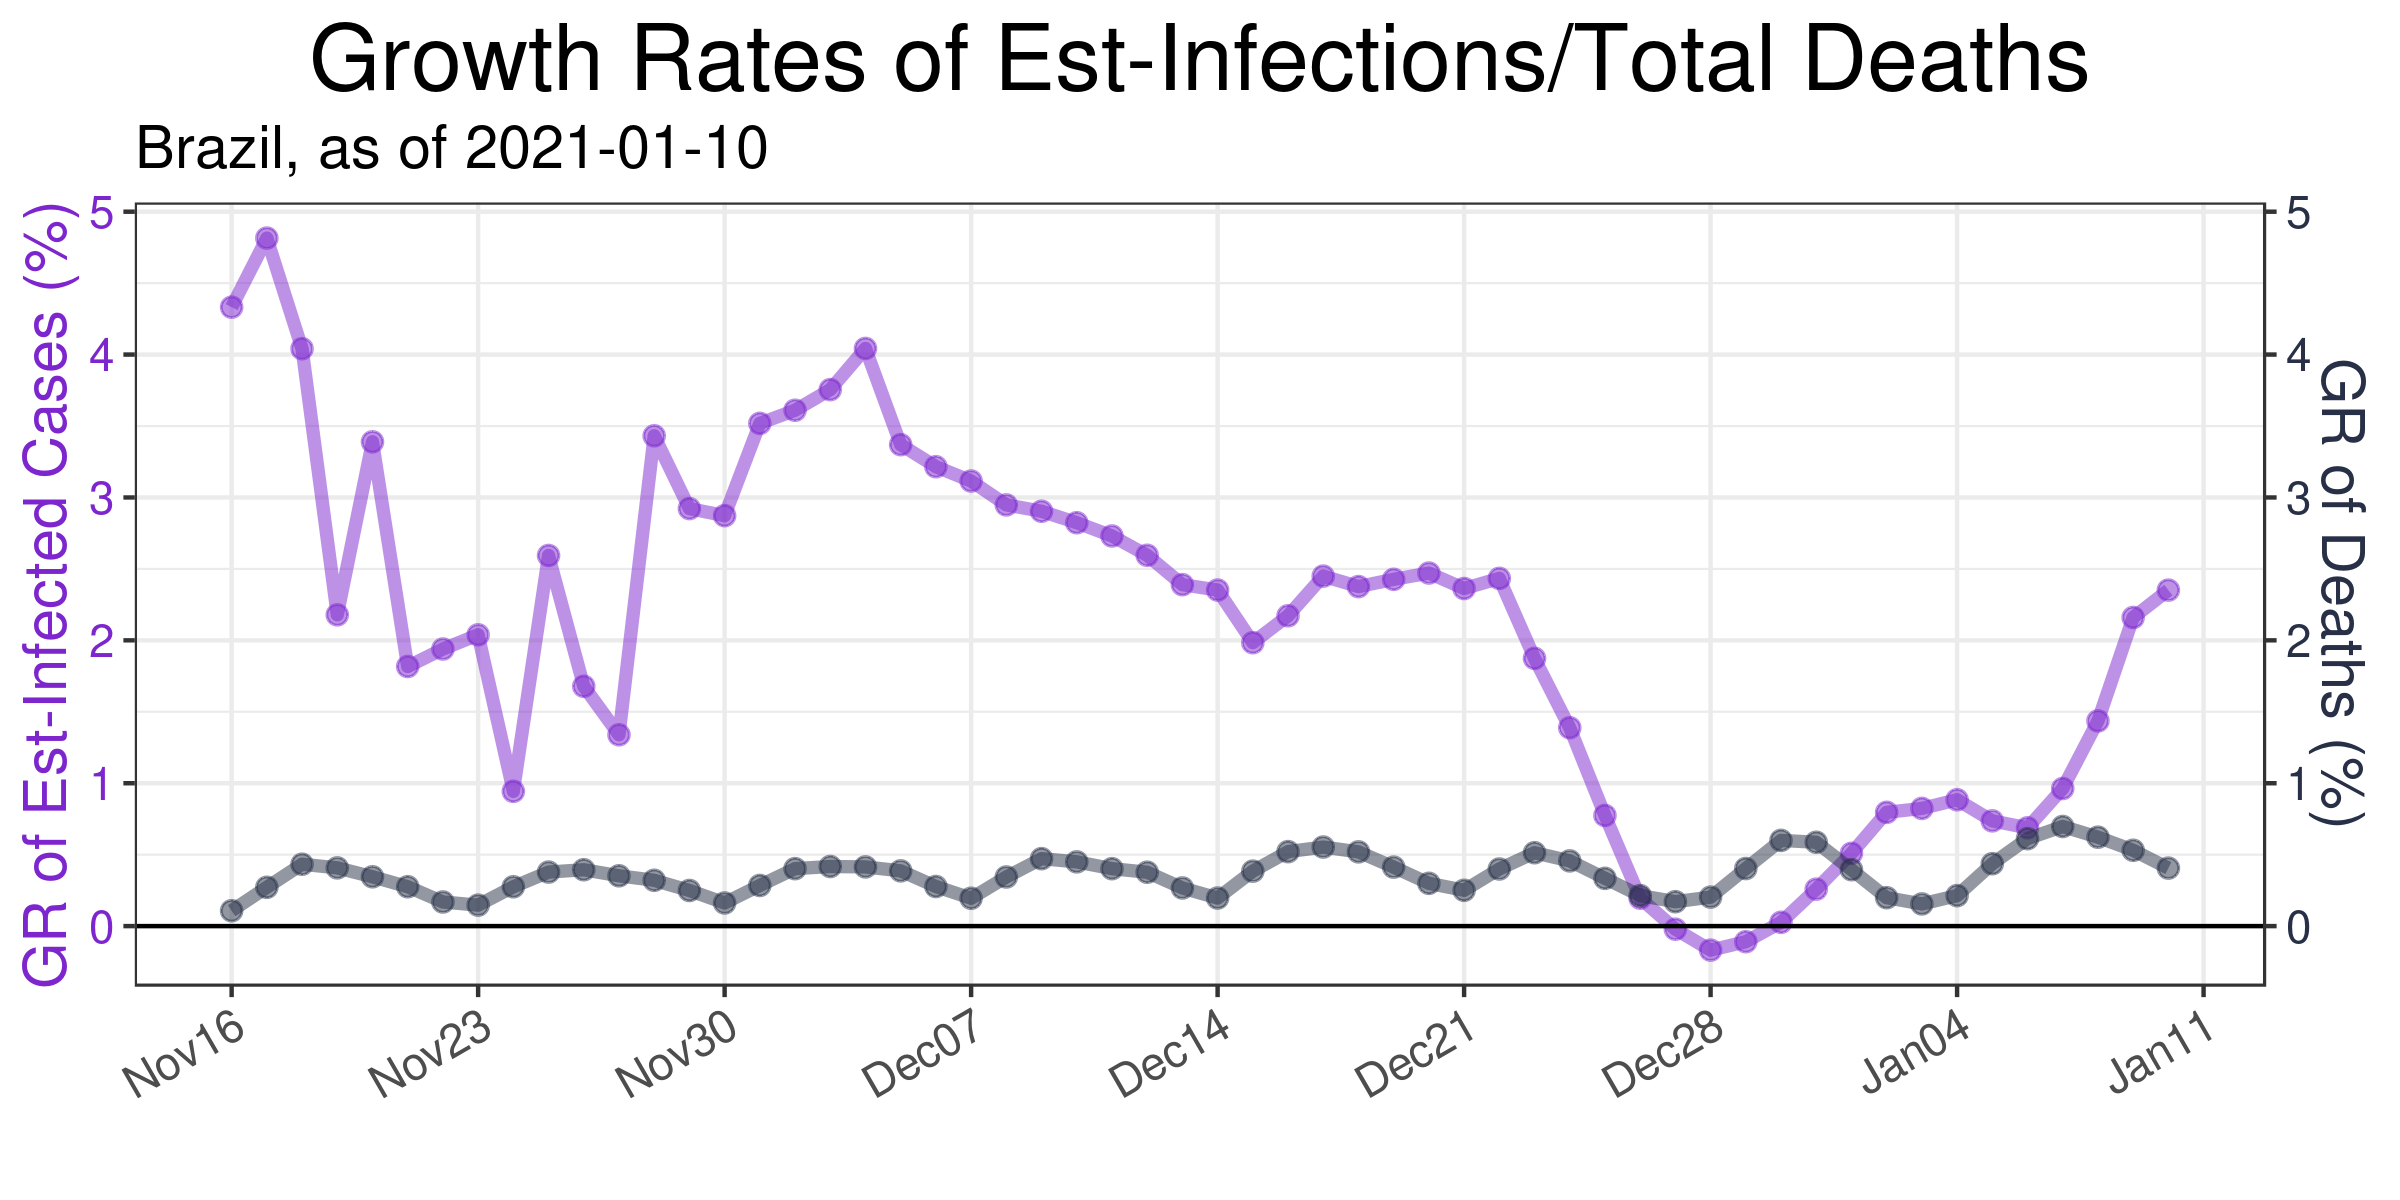 Growth Rates of Est-Infections/Total Deaths
Brazil, as of 2021-01-10
GR of Est-Infected Cases (%)
5
4
3
2
1
0
5
4
3
2
1
0
GR of Deaths (%)
Nov16
Nov23
Nov30
Dec07
Dec14
Dec21
Dec28
Jan04
Jan11